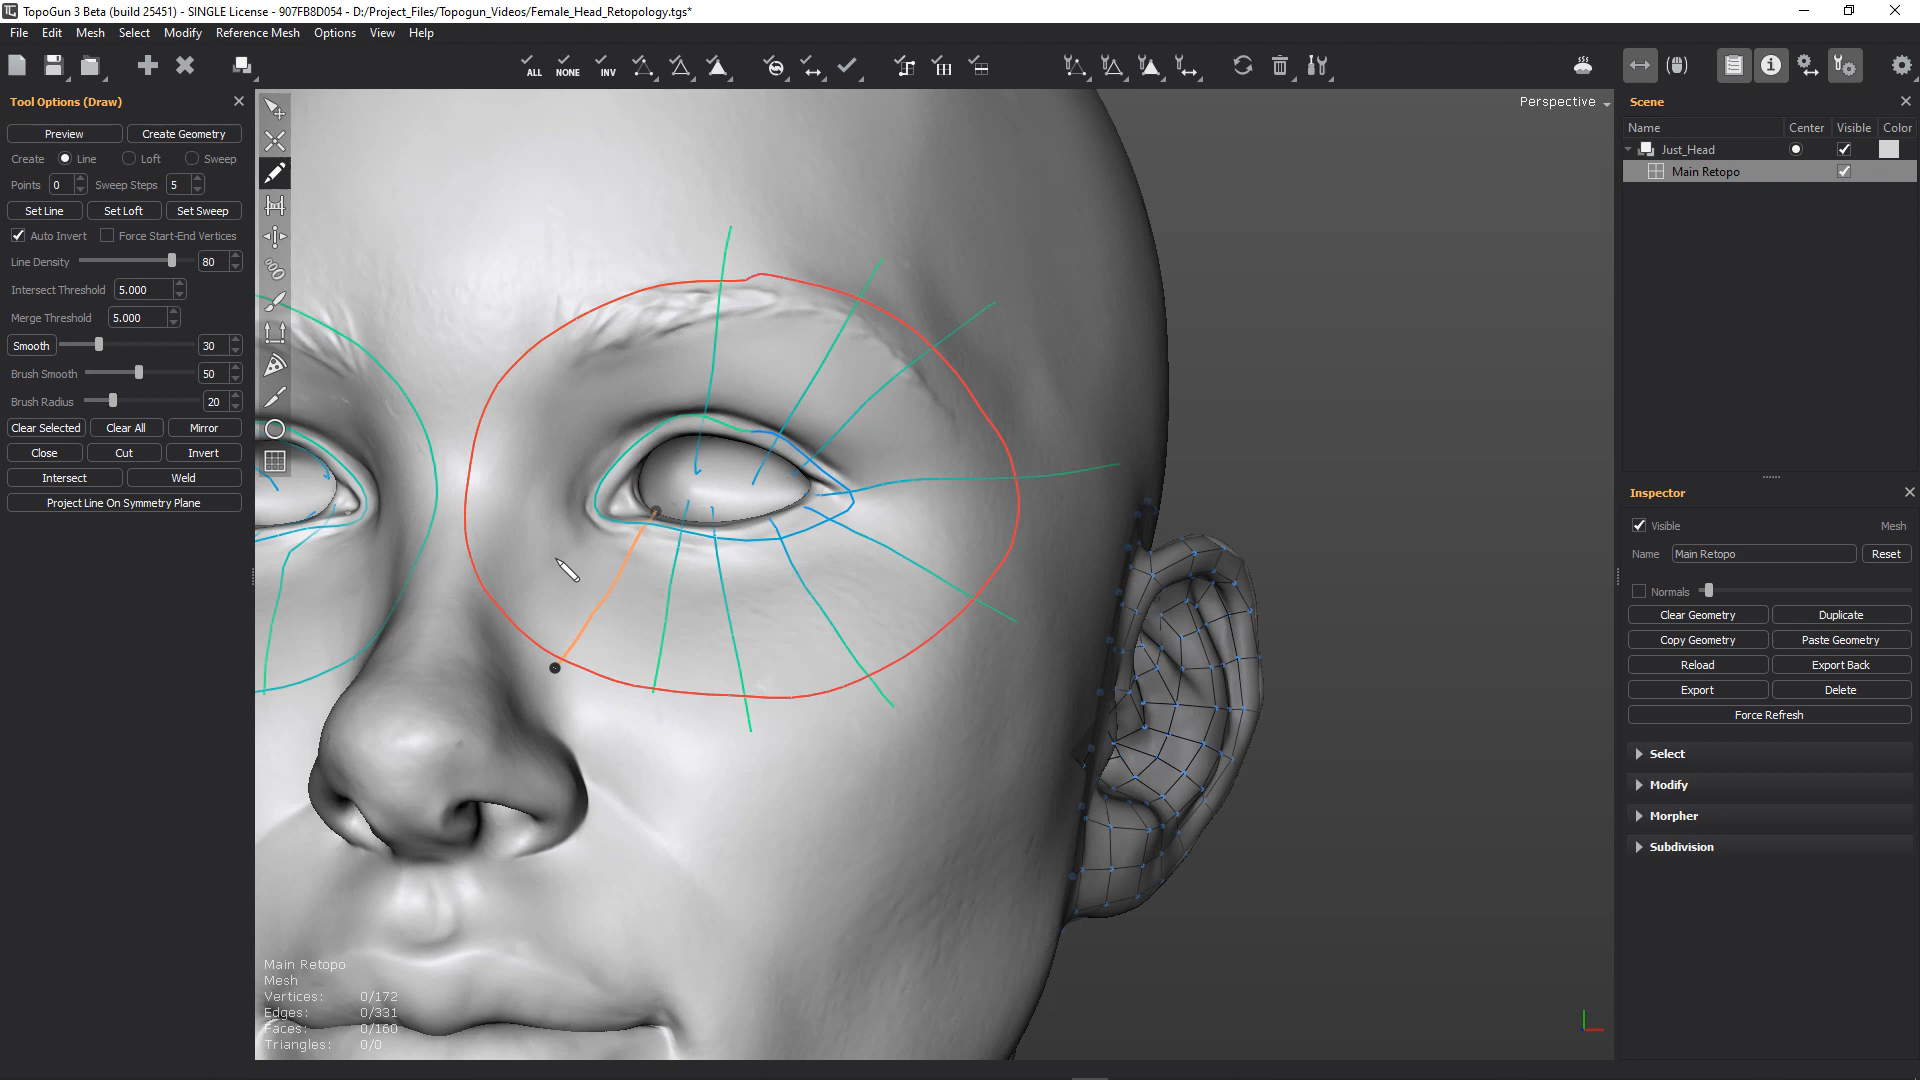 TopoGun 3 Beta (build 25451) - SINGLE License - 907FB8D054 - D:/Project_Files/Topogun_Videos/Female_Head_Retopology.tgs*
File Edit Mesh Select Modify Reference Mesh Options View Help
ALL NONE INV
Tool Options (Draw)
Preview Create Geometry
Create Line Loft Sweep
Points 0 Sweep Steps 5
Set Line Set Loft Set Sweep
Auto Invert Force Start-End Vertices
Line Density 80
Intersect Threshold 5.000
Merge Threshold 5.000
Smooth 30
Brush Smooth 50
Brush Radius 20
Clear Selected Clear All Mirror
Close Cut Invert
Intersect Weld
Project Line On Symmetry Plane
Perspective
Main Retopo
Mesh
Vertices: 0/172
Edges: 0/331
Faces: 0/160
Triangles: 0/0
Scene
Name Center Visible Color
Just_Head
Main Retopo
Inspector
Visible Mesh
Name Main Retopo Reset
Normals
Clear Geometry Duplicate
Copy Geometry Paste Geometry
Reload Export Back
Export Delete
Force Refresh
Select
Modify
Morpher
Subdivision